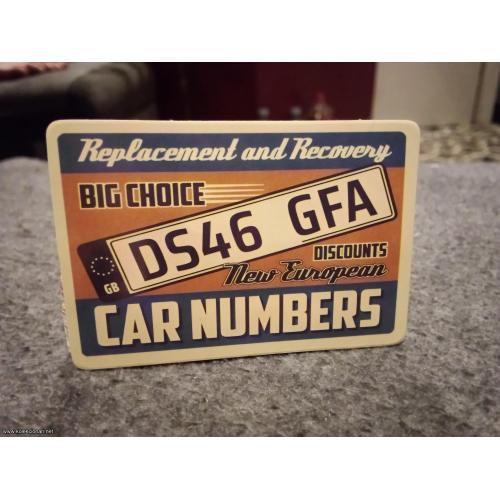 Replacement and Recovery
BIG CHOICE
DS46 GFA
GB
DISCOUNTS
New European
CAR NUMBERS
www.kolekcionari.net